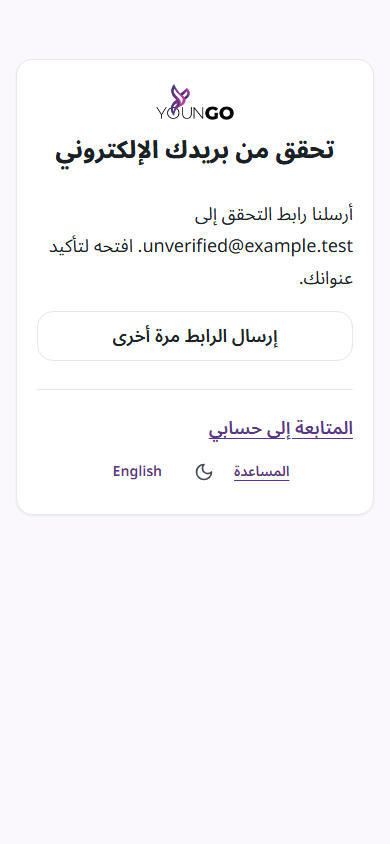 YOUNGO
تحقق من بريدك الإلكتروني
أرسلنا رابط التحقق إلى
unverified@example.test. افتحه لتأكيد
عنوانك.
إرسال الرابط مرة أخرى
المتابعة إلى حسابي
المساعدة English